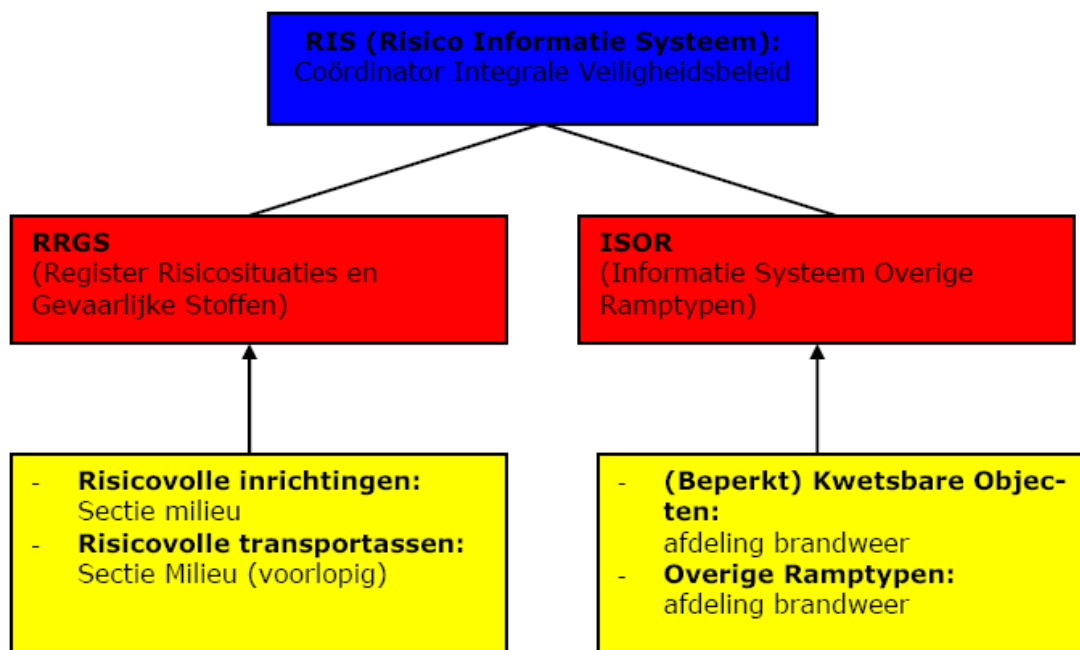 RIS (Risico Informatie Systeem):
Coördinator Integrale Veiligheidsbeleid
RRGS
(Register Risicosituaties en
Gevaarlijke Stoffen)
ISOR
(Informatie Systeem Overige
Ramptypen)
- Risicovolle inrichtingen:
Sectie milieu
- Risicovolle transportassen:
Sectie Milieu (voorlopig)
- (Beperkt) Kwetsbare Objec-
ten:
afdeling brandweer
- Overige Ramptypen:
afdeling brandweer